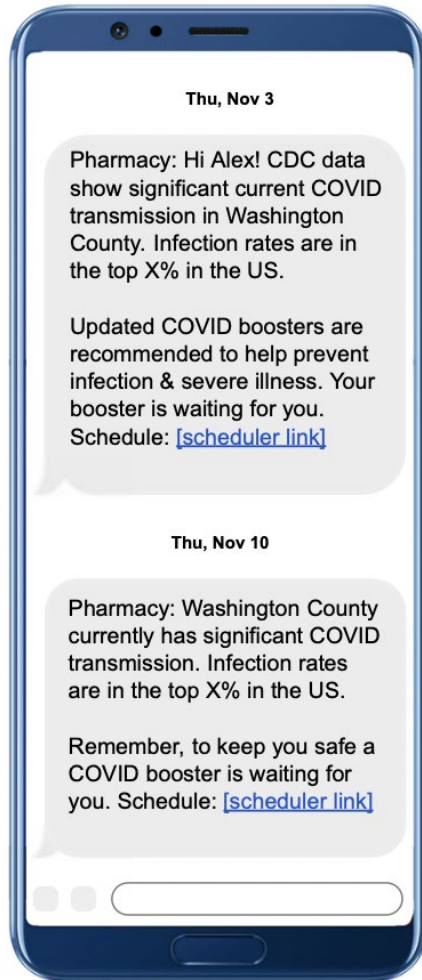 Thu, Nov 3
Pharmacy: Hi Alex! CDC data
show significant current COVID
transmission in Washington
County. Infection rates are in
the top X% in the US.
Updated COVID boosters are
recommended to help prevent
infection & severe illness. Your
booster is waiting for you.
Schedule: [scheduler link]
Thu, Nov 10
Pharmacy: Washington County
currently has significant COVID
transmission. Infection rates
are in the top X% in the US.
Remember, to keep you safe a
COVID booster is waiting for
you. Schedule: [scheduler link]